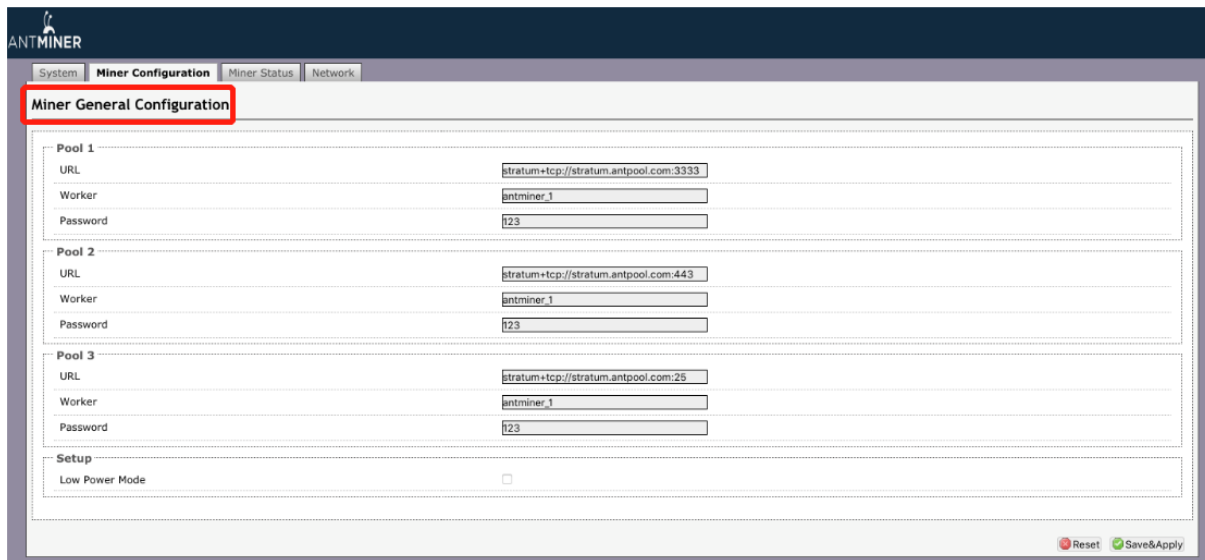 ANTMINER
System Miner Configuration Miner Status Network
Miner General Configuration
Pool 1
URL stratum+tcp://stratum.antpool.com:3333
Worker antminer_1
Password 123
Pool 2
URL stratum+tcp://stratum.antpool.com:443
Worker antminer_1
Password 123
Pool 3
URL stratum+tcp://stratum.antpool.com:25
Worker antminer_1
Password 123
Setup
Low Power Mode
Reset Save&Apply